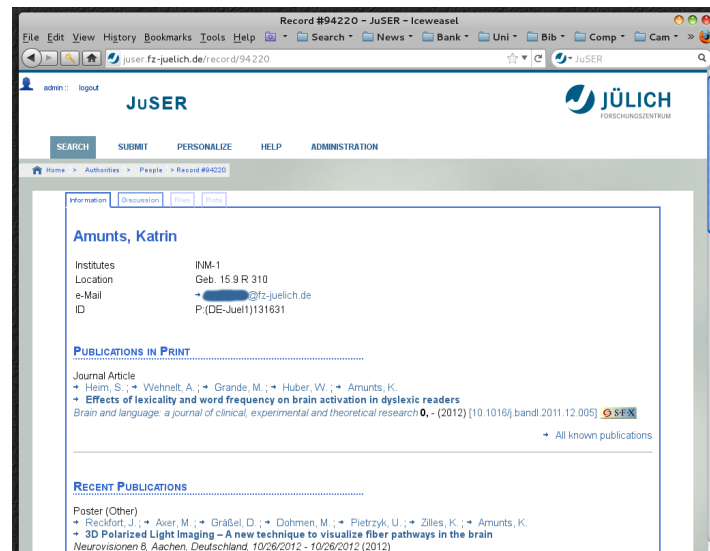 Record #94220 – JuSER – Iceweasel
File Edit View History Bookmarks Tools Help Search News Bank Uni Bib Comp Cam »
juser.fz-juelich.de/record/94220 JuSER
admin :: logout
JuSER
JÜLICH
FORSCHUNGSZENTRUM
SEARCH SUBMIT PERSONALIZE HELP ADMINISTRATION
Home > Authorities > People > Record #94220
Information Discussion Files Plots
Amunts, Katrin
Institutes INM-1
Location Geb. 15.9 R 310
e-Mail @fz-juelich.de
ID P:(DE-Juel1)131631
PUBLICATIONS IN PRINT
Journal Article
Heim, S. ; Wehnelt, A. ; Grande, M. ; Huber, W. ; Amunts, K.
Effects of lexicality and word frequency on brain activation in dyslexic readers
Brain and language: a journal of clinical, experimental and theoretical research 0, - (2012) [10.1016/j.bandl.2011.12.005] S·F·X
All known publications
RECENT PUBLICATIONS
Poster (Other)
Reckfort, J. ; Axer, M. ; Gräßel, D. ; Dohmen, M. ; Pietrzyk, U. ; Zilles, K. ; Amunts, K.
3D Polarized Light Imaging – A new technique to visualize fiber pathways in the brain
Neurovisionen 8, Aachen, Deutschland, 10/26/2012 - 10/26/2012 (2012)